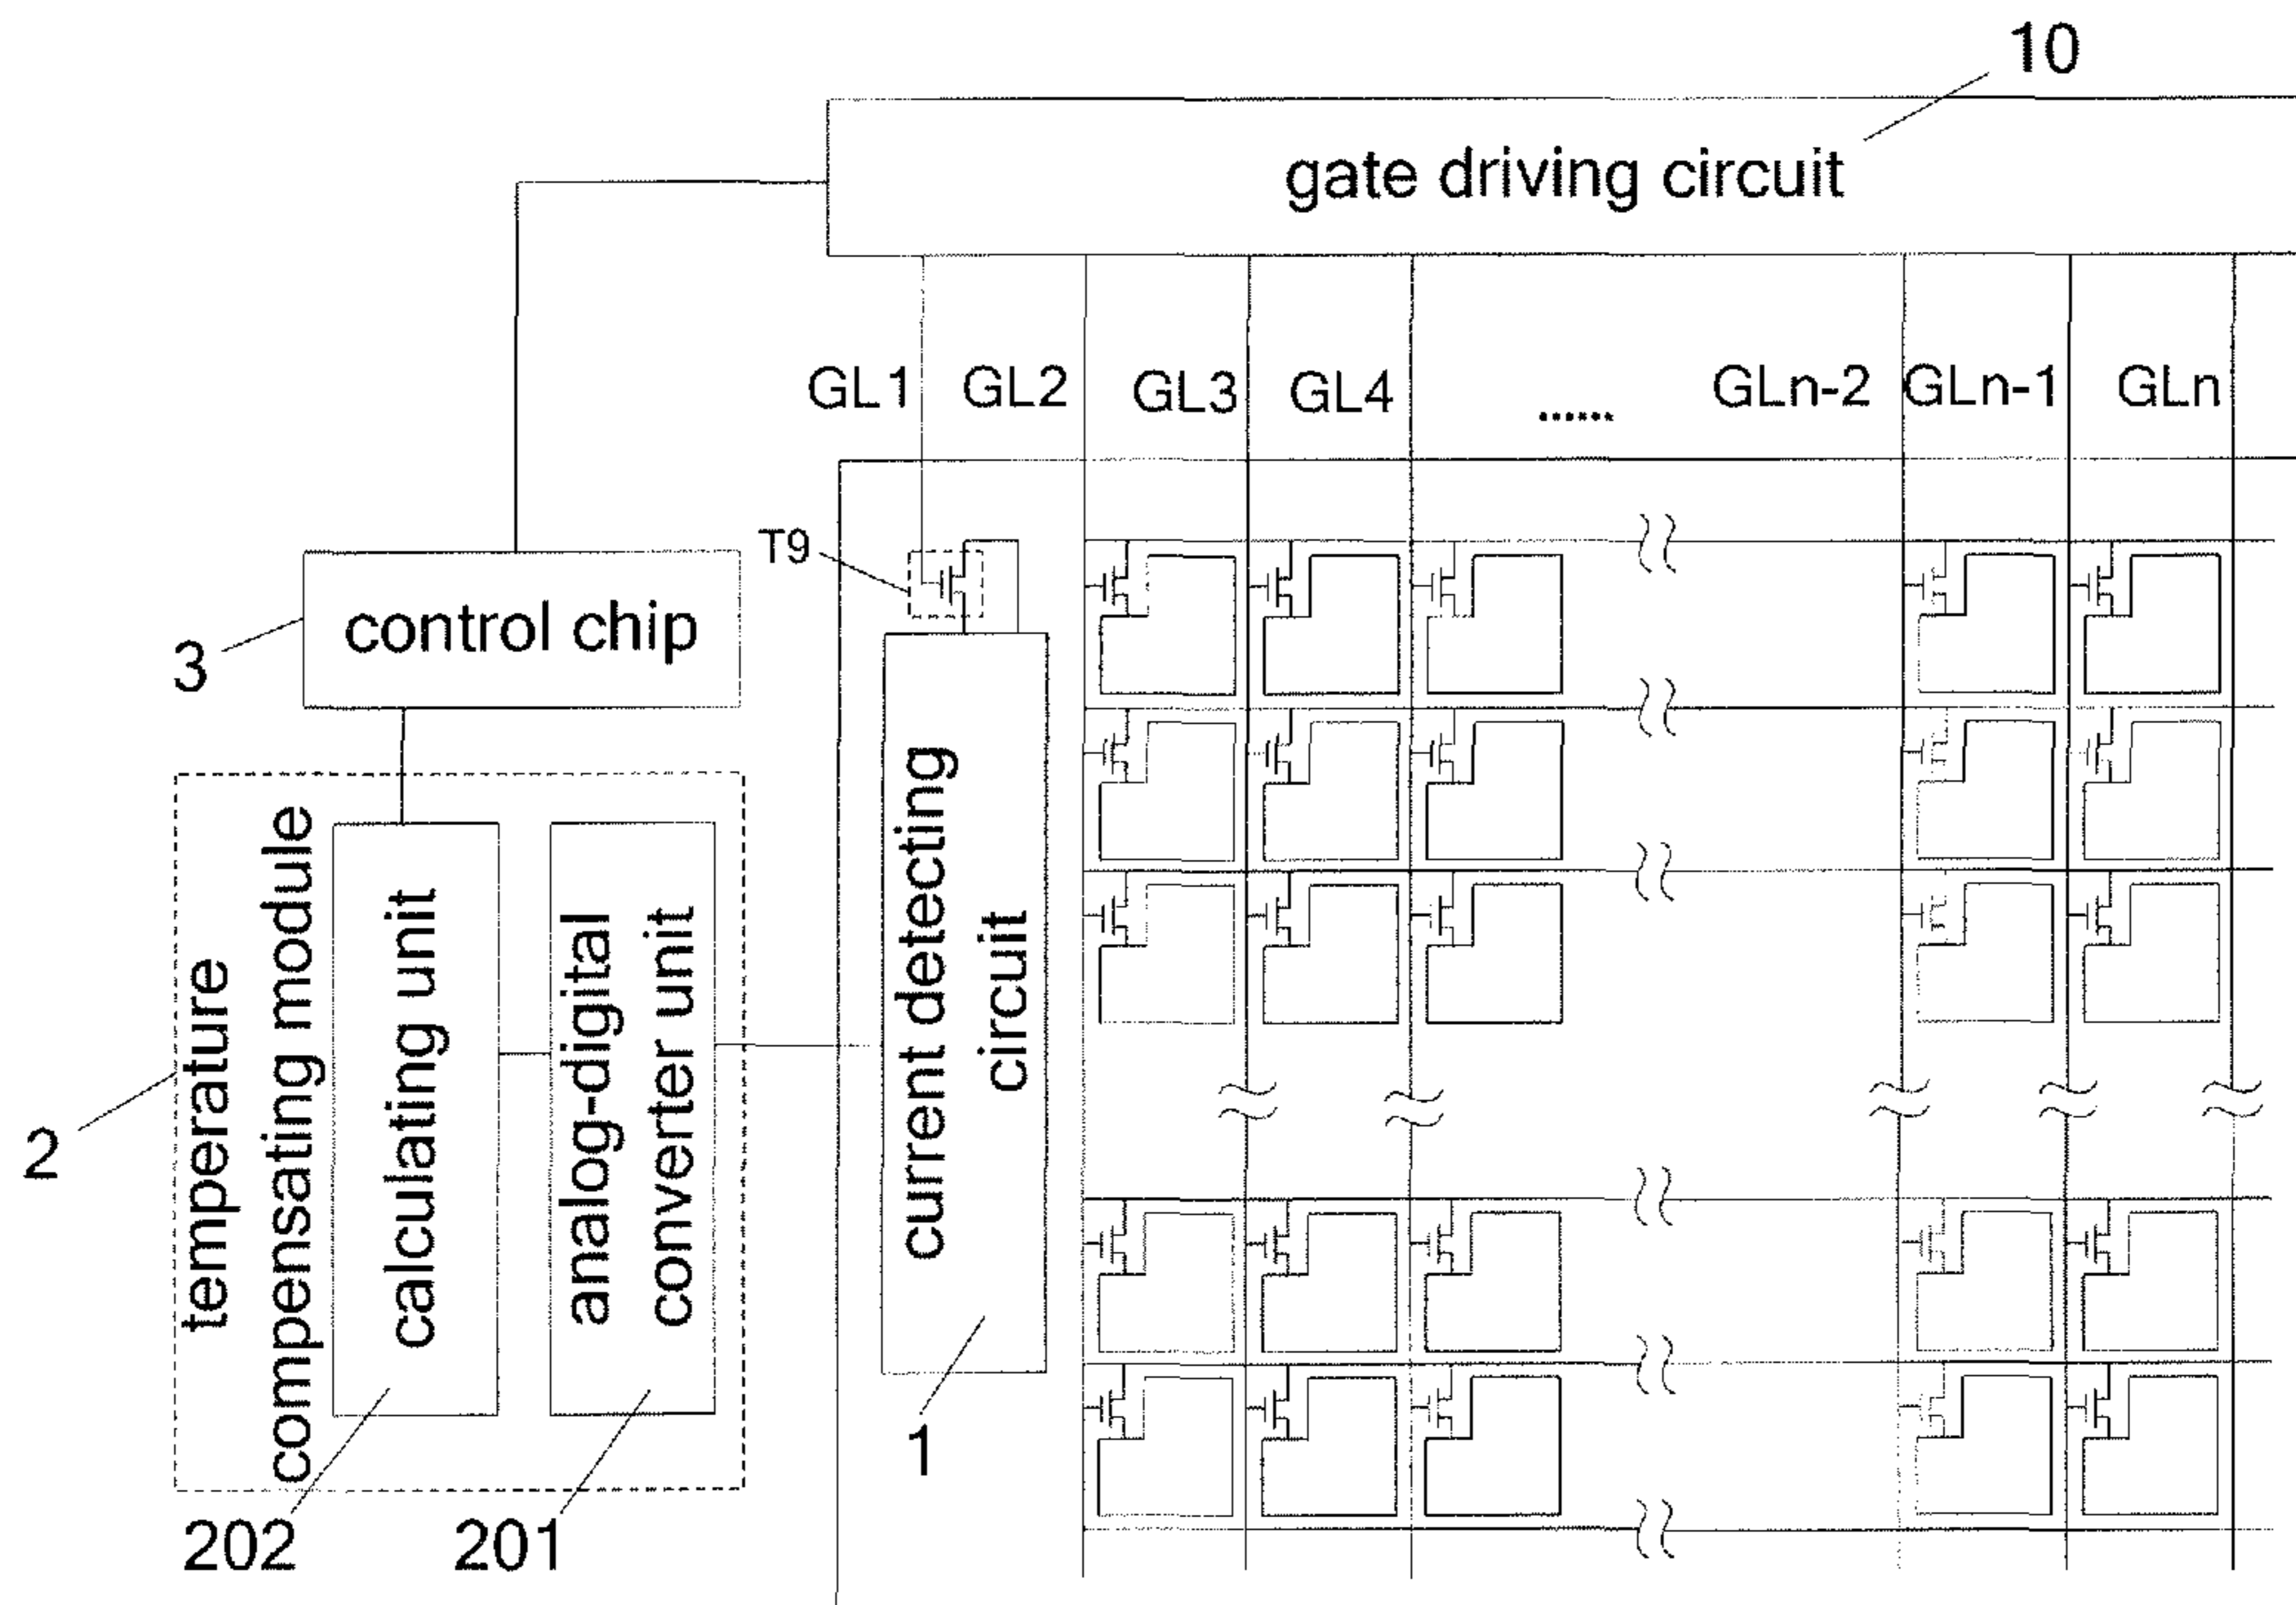 10
gate driving circuit
GL1 GL2 GL3 GL4 ...... GLn-2 GLn-1 GLn
T9
control chip
3
temperature
compensating module
calculating unit
analog-digital
converter unit
current detecting
circuit
2
1
202
201